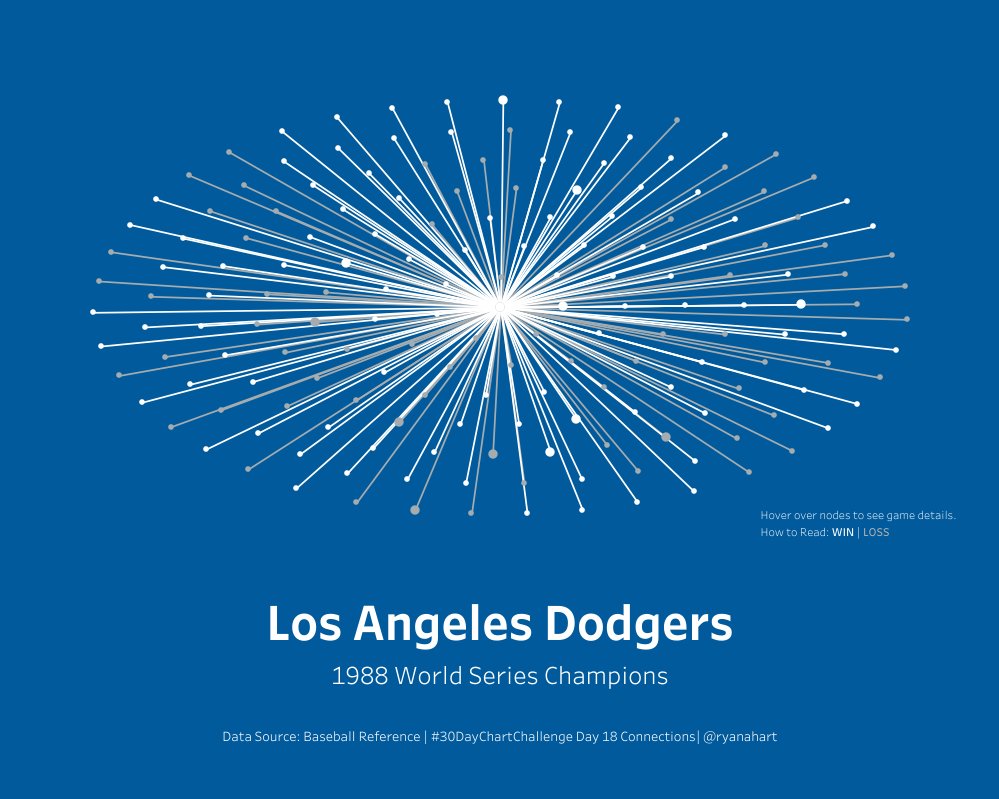 Hover over nodes to see game details.
How to Read: WIN | LOSS
Los Angeles Dodgers
1988 World Series Champions
Data Source: Baseball Reference | #30DayChartChallenge Day 18 Connections| @ryanahart